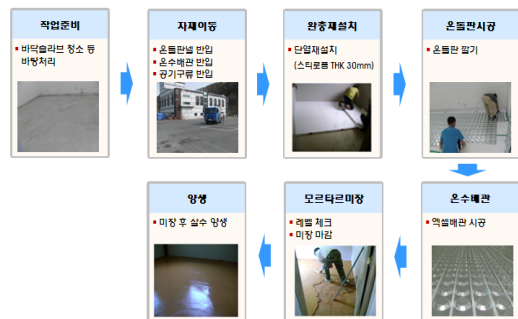 작업준비
▪ 바닥슬라브 청소 등
바탕처리
자재이동
▪ 온돌판넬 반입
▪ 온수배관 반입
▪ 공기구류 반입
완충재설치
▪ 단열재설치
(스티로폼 THK 30mm)
온돌판시공
▪ 온돌판 깔기
온수배관
▪ 엑셀배관 시공
모르타르미장
▪ 레벨 체크
▪ 미장 마감
양생
▪ 미장 후 살수 양생